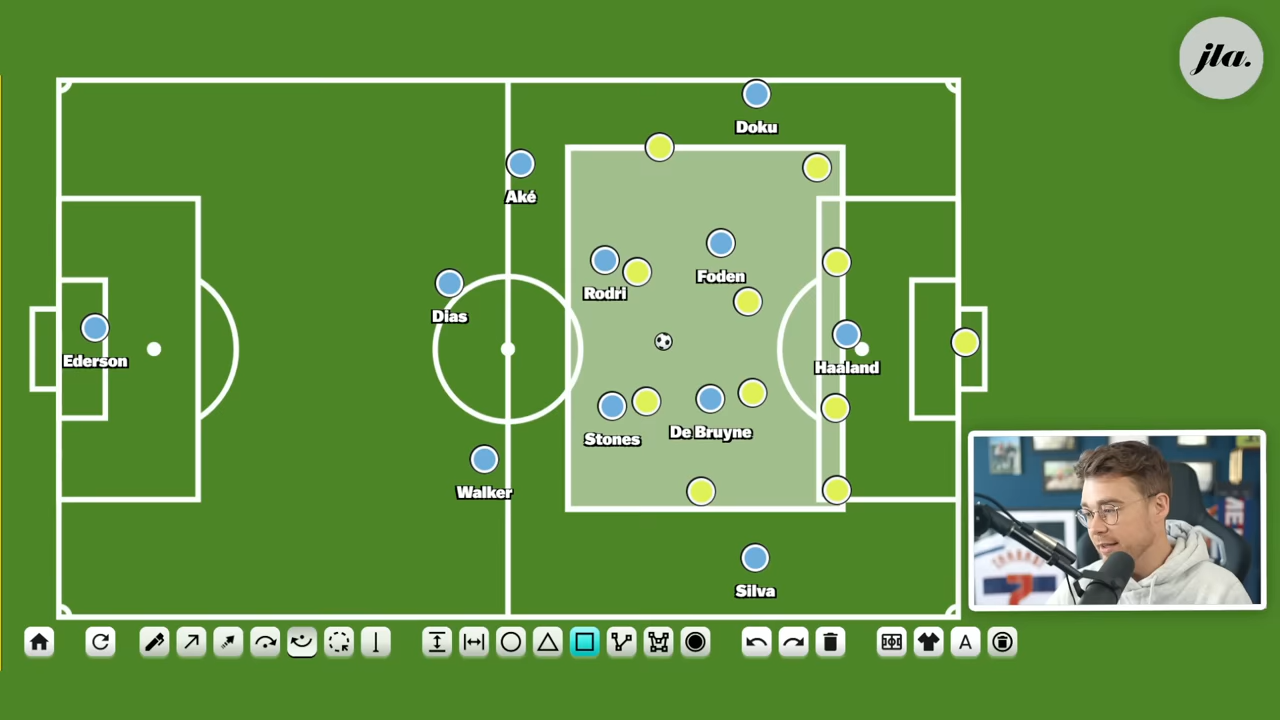 jla.
Doku
Aké
Foden
Rodri
Dias
Ederson
Haaland
De Bruyne
Stones
Walker
Silva
A